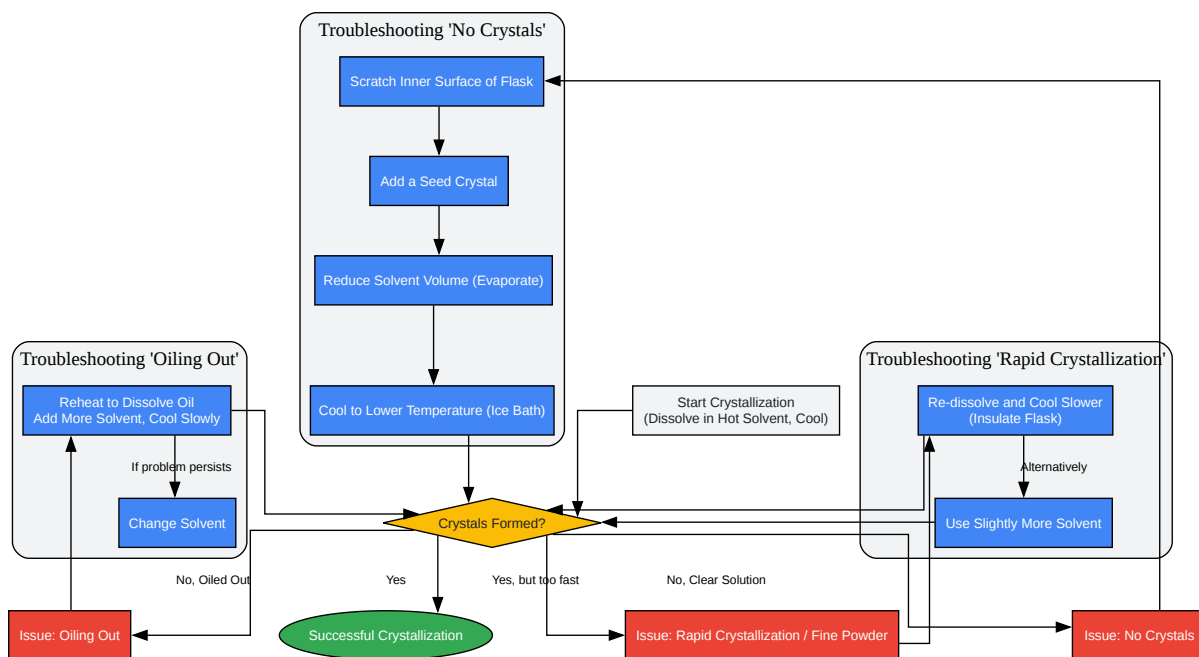 Troubleshooting 'No Crystals'
Scratch Inner Surface of Flask
Add a Seed Crystal
Reduce Solvent Volume (Evaporate)
Cool to Lower Temperature (Ice Bath)
Troubleshooting 'Oiling Out'
Reheat to Dissolve Oil
Add More Solvent, Cool Slowly
If problem persists
Change Solvent
Start Crystallization
(Dissolve in Hot Solvent, Cool)
Troubleshooting 'Rapid Crystallization'
Re-dissolve and Cool Slower
(Insulate Flask)
Alternatively
Use Slightly More Solvent
Crystals Formed?
No, Oiled Out
Yes
Yes, but too fast
No, Clear Solution
Issue: Oiling Out
Successful Crystallization
Issue: Rapid Crystallization / Fine Powder
Issue: No Crystals